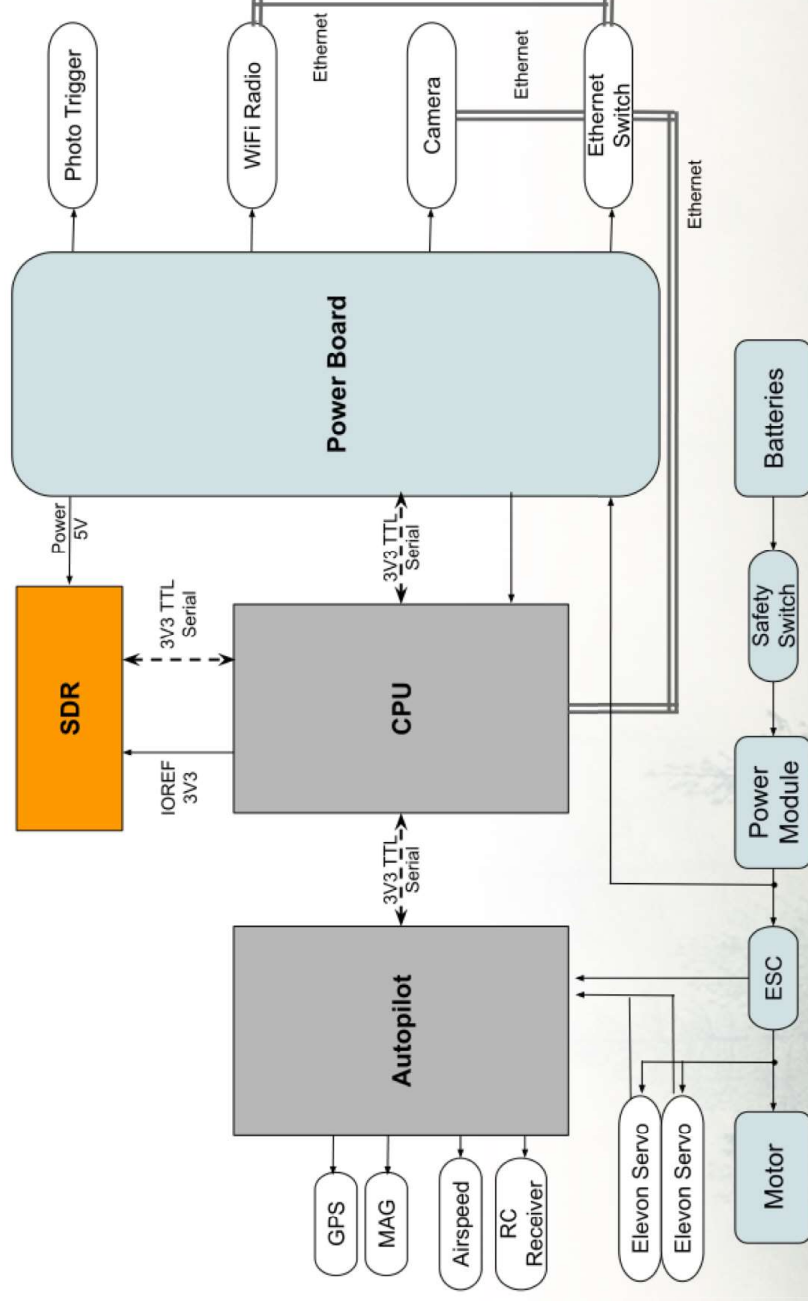 GPS
MAG
Airspeed
RC
Receiver
Autopilot
3V3 TTL
Serial
IOREF
3V3
SDR
3V3 TTL
Serial
CPU
Power
5V
3V3 TTL
Serial
Power Board
Photo Trigger
WiFi Radio
Camera
Ethernet
Switch
Ethernet
Ethernet
Ethernet
Elevon Servo
Elevon Servo
Motor
ESC
Power
Module
Safety
Switch
Batteries